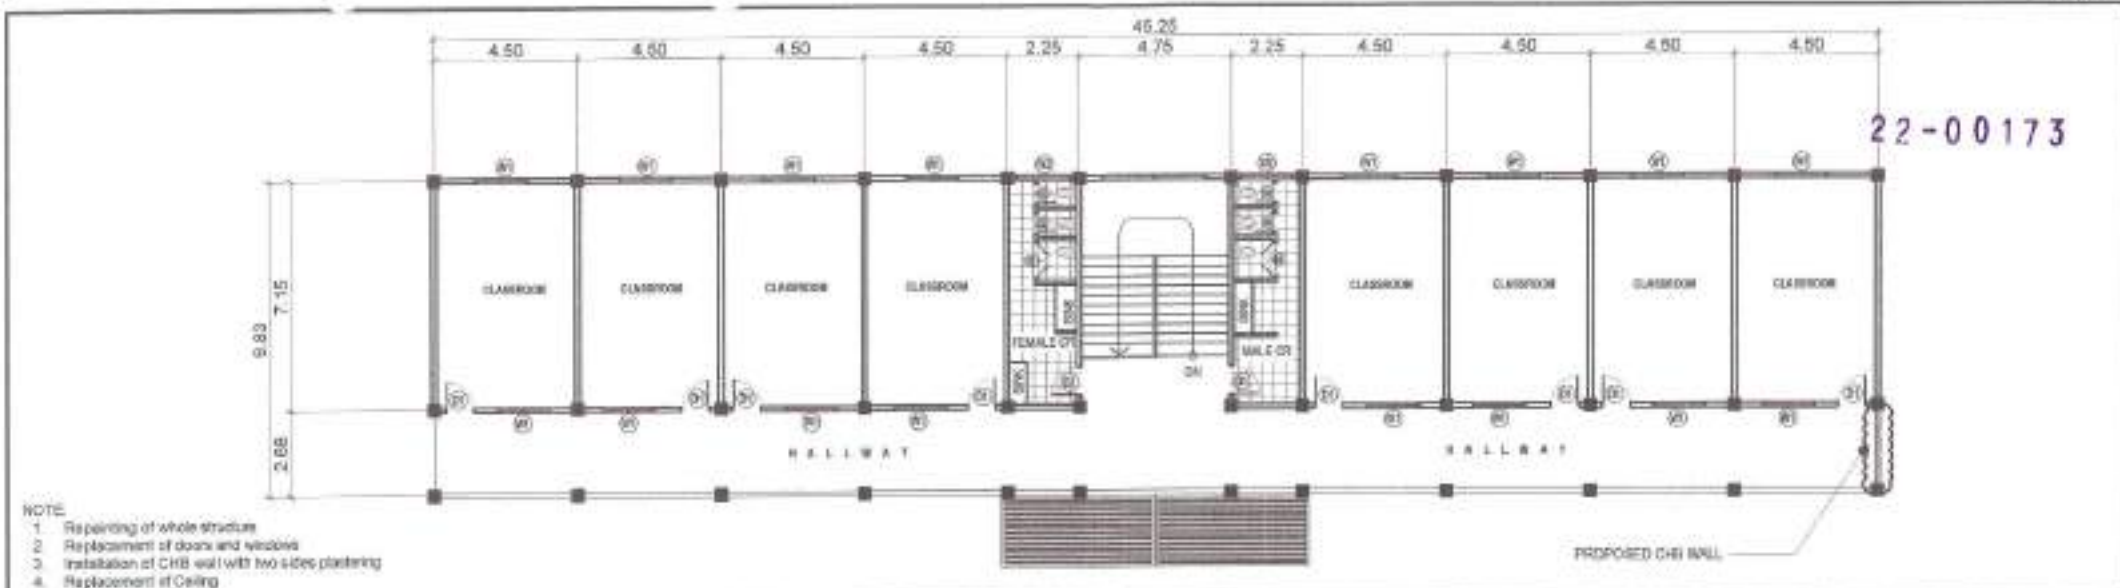 45.25
4.50 4.50 4.50 4.50 2.25 4.75 2.25 4.50 4.50 4.50 4.50
22-00173
CLASSROOM CLASSROOM CLASSROOM CLASSROOM CLASSROOM CLASSROOM CLASSROOM CLASSROOM
9.83
7.15
2.68
FEMALE CR
MALE CR
DN
HALLWAY HALLWAY
PROPOSED CHB WALL
NOTE
1. Repainting of whole structure
2. Replacement of doors and windows
3. Installation of CHB wall with two sides plastering
4. Replacement of Ceiling